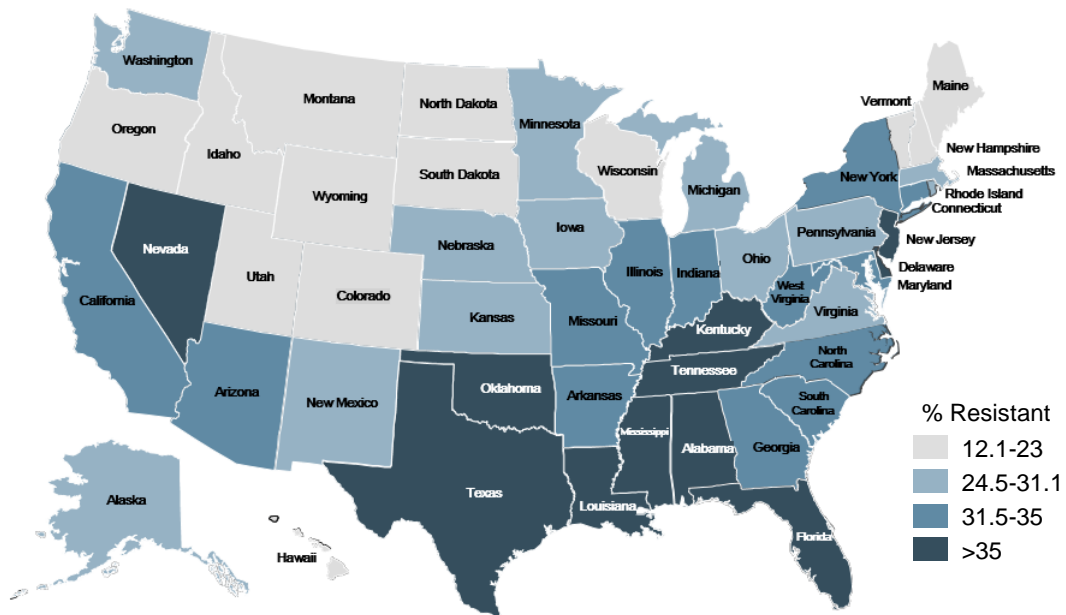 Washington
Montana
North Dakota
Minnesota
Maine
Vermont
Oregon
Idaho
South Dakota
Wisconsin
New Hampshire
Michigan
New York
Massachusetts
Wyoming
Rhode Island
Connecticut
Nevada
Nebraska
Iowa
Pennsylvania
New Jersey
Utah
Colorado
Illinois
Indiana
Ohio
Delaware
Maryland
California
Kansas
Missouri
West
Virginia
Virginia
Kentucky
Tennessee
North
Carolina
Arizona
New Mexico
Oklahoma
Arkansas
South
Carolina
Mississippi
Alabama
Georgia
Texas
Louisiana
Florida
Alaska
Hawaii
% Resistant
12.1-23
24.5-31.1
31.5-35
>35